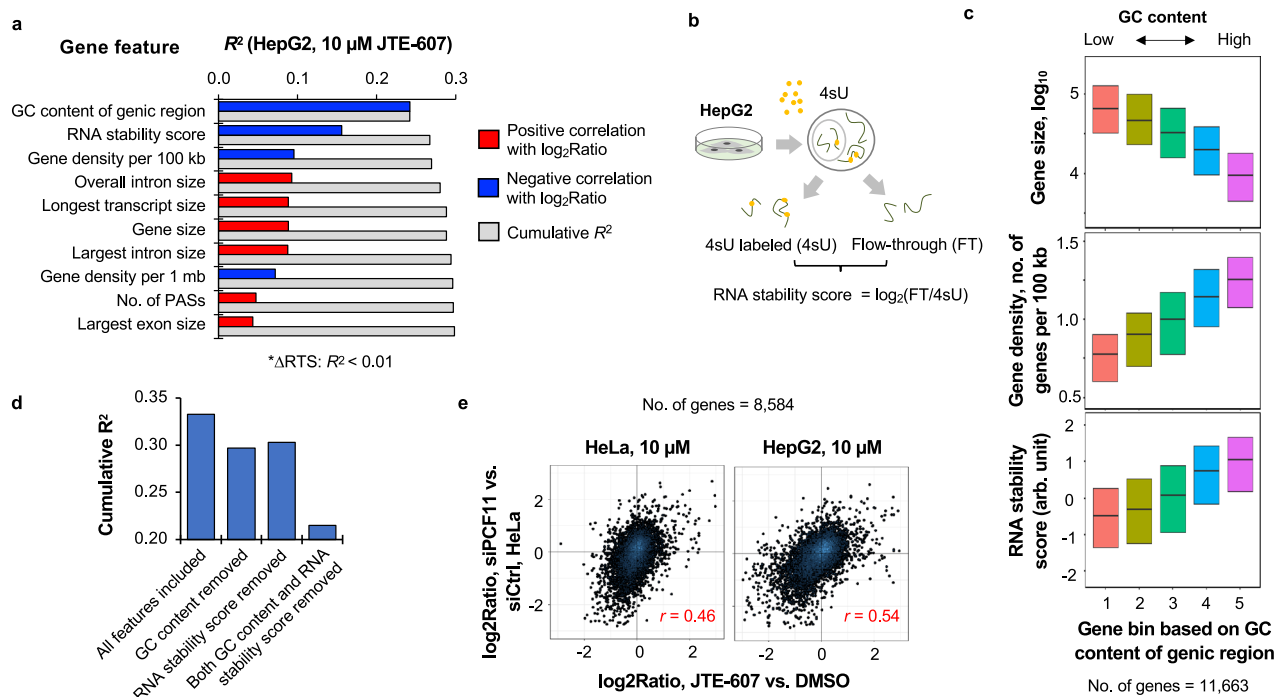 a
Gene feature
R² (HepG2, 10 µM JTE-607)
0.0 0.1 0.2 0.3
GC content of genic region
RNA stability score
Gene density per 100 kb
Overall intron size
Longest transcript size
Gene size
Largest intron size
Gene density per 1 mb
No. of PASs
Largest exon size
*ΔRTS: R² < 0.01
Positive correlation
with log₂Ratio
Negative correlation
with log₂Ratio
Cumulative R²
b
HepG2
4sU
4sU labeled (4sU) Flow-through (FT)
RNA stability score = log₂(FT/4sU)
c
GC content
Low High
Gene size, log₁₀
5
4
Gene density, no. of
genes per 100 kb
1.5
1.0
0.5
RNA stability
score (arb. unit)
2
1
0
-1
-2
1 2 3 4 5
Gene bin based on GC
content of genic region
No. of genes = 11,663
d
Cumulative R²
0.35
0.30
0.25
0.20
All features included
GC content removed
RNA stability score removed
Both GC content and RNA
stability score removed
e
No. of genes = 8,584
HeLa, 10 µM
HepG2, 10 µM
log2Ratio, siPCF11 vs.
siCtrl, HeLa
2
0
-2
r = 0.46
r = 0.54
-2 0 2
-2 0 2
log2Ratio, JTE-607 vs. DMSO